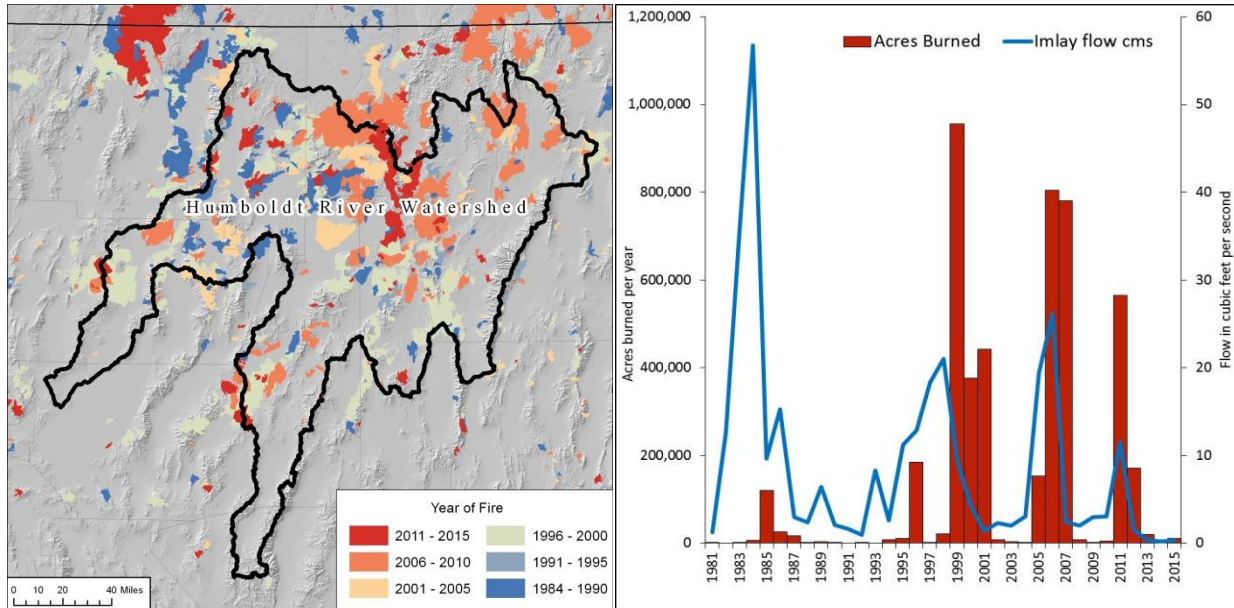 Humboldt River Watershed
Year of Fire
2011 - 2015
2006 - 2010
2001 - 2005
1996 - 2000
1991 - 1995
1984 - 1990
0 10 20 40 Miles
Acres Burned
Imlay flow cms
Acres burned per year
1,200,000
1,000,000
800,000
600,000
400,000
200,000
0
60
50
40
30
20
10
0
Flow in cubic feet per second
1981
1983
1985
1987
1989
1991
1993
1995
1997
1999
2001
2003
2005
2007
2009
2011
2013
2015